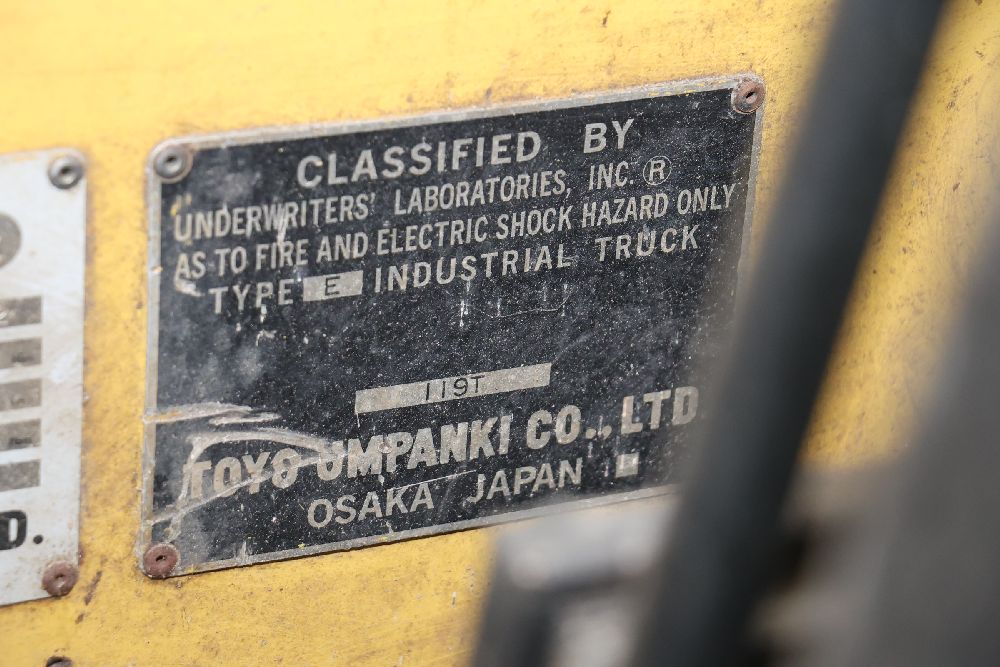 CLASSIFIED BY
UNDERWRITERS' LABORATORIES, INC. ®
AS TO FIRE AND ELECTRIC SHOCK HAZARD ONLY
TYPE E INDUSTRIAL TRUCK
119T
TOYO UMPANKI CO., LTD.
OSAKA JAPAN
D.